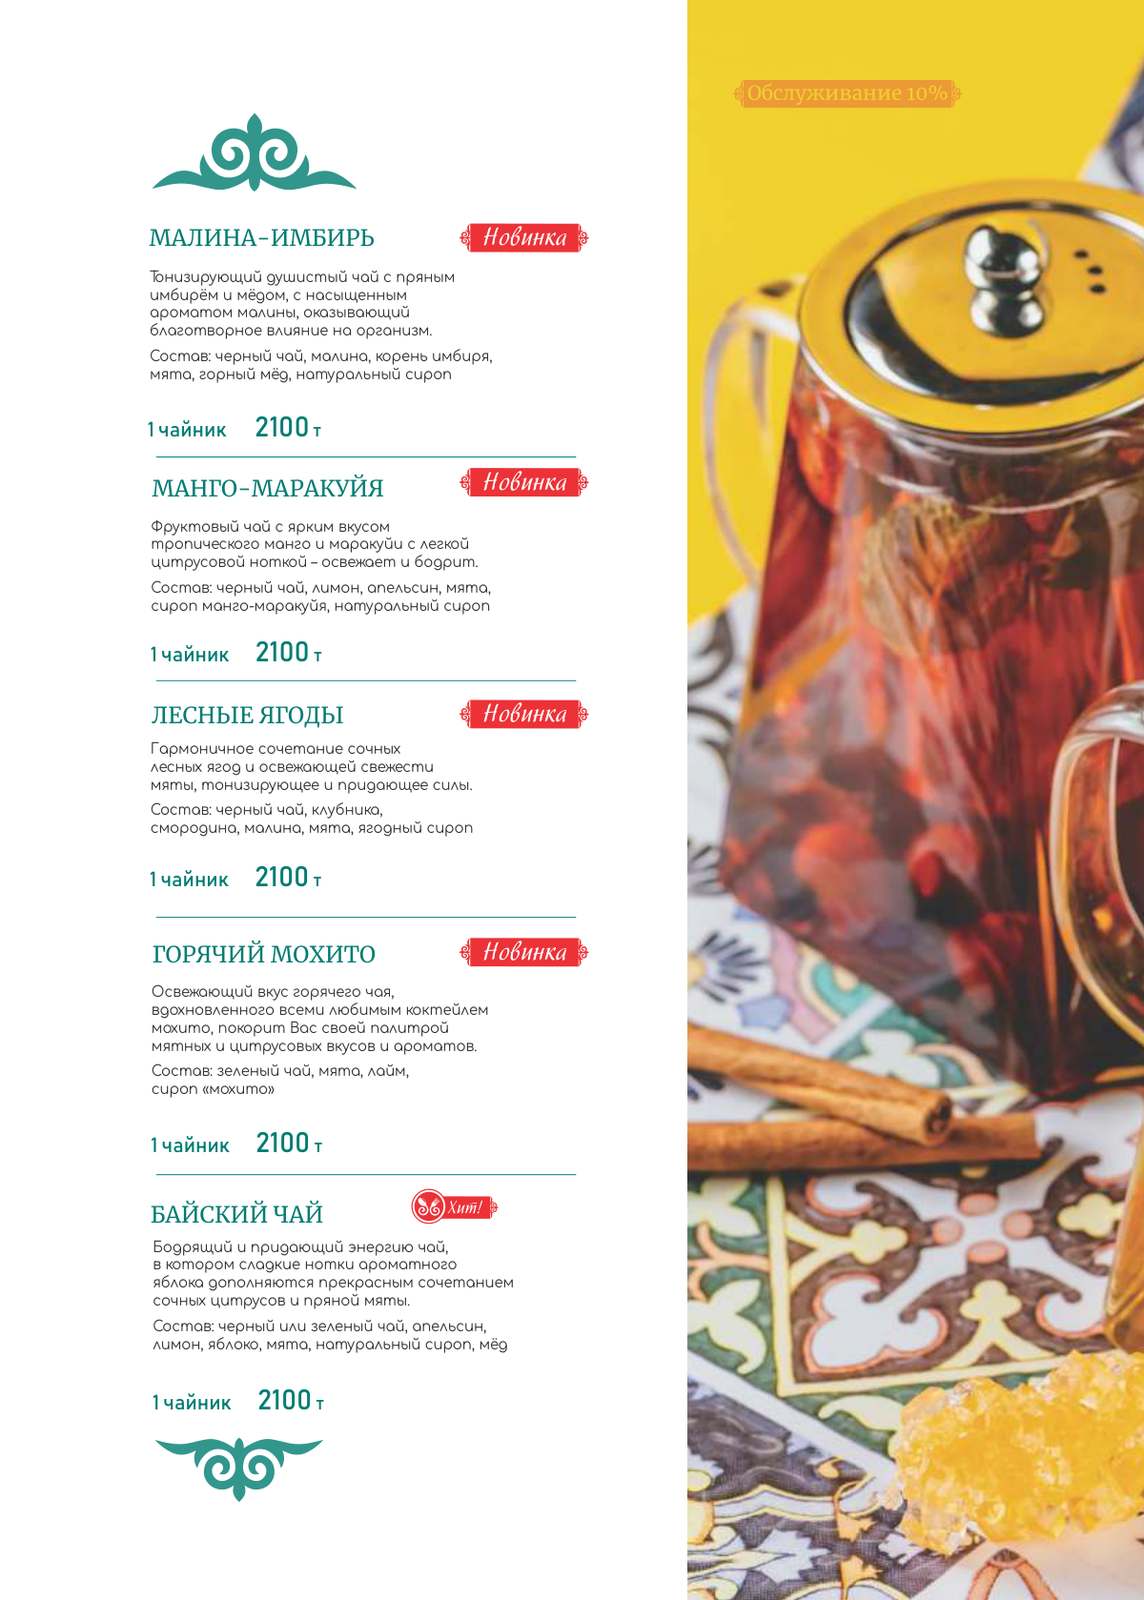 Обслуживание 10%
МАЛИНА-ИМБИРЬ
Новинка
Тонизирующий душистый чай с пряным
имбирём и мёдом, с насыщенным
ароматом малины, оказывающий
благотворное влияние на организм.
Состав: черный чай, малина, корень имбиря,
мята, горный мёд, натуральный сироп
1 чайник 2100 т
МАНГО-МАРАКУЙЯ
Новинка
Фруктовый чай с ярким вкусом
тропического манго и маракуйи с легкой
цитрусовой ноткой – освежает и бодрит.
Состав: черный чай, лимон, апельсин, мята,
сироп манго-маракуйя, натуральный сироп
1 чайник 2100 т
ЛЕСНЫЕ ЯГОДЫ
Новинка
Гармоничное сочетание сочных
лесных ягод и освежающей свежести
мяты, тонизирующее и придающее силы.
Состав: черный чай, клубника,
смородина, малина, мята, ягодный сироп
1 чайник 2100 т
ГОРЯЧИЙ МОХИТО
Новинка
Освежающий вкус горячего чая,
вдохновленного всеми любимым коктейлем
мохито, покорит Вас своей палитрой
мятных и цитрусовых вкусов и ароматов.
Состав: зеленый чай, мята, лайм,
сироп «мохито»
1 чайник 2100 т
БАЙСКИЙ ЧАЙ
Хит!
Бодрящий и придающий энергию чай,
в котором сладкие нотки ароматного
яблока дополняются прекрасным сочетанием
сочных цитрусов и пряной мяты.
Состав: черный или зеленый чай, апельсин,
лимон, яблоко, мята, натуральный сироп, мёд
1 чайник 2100 т